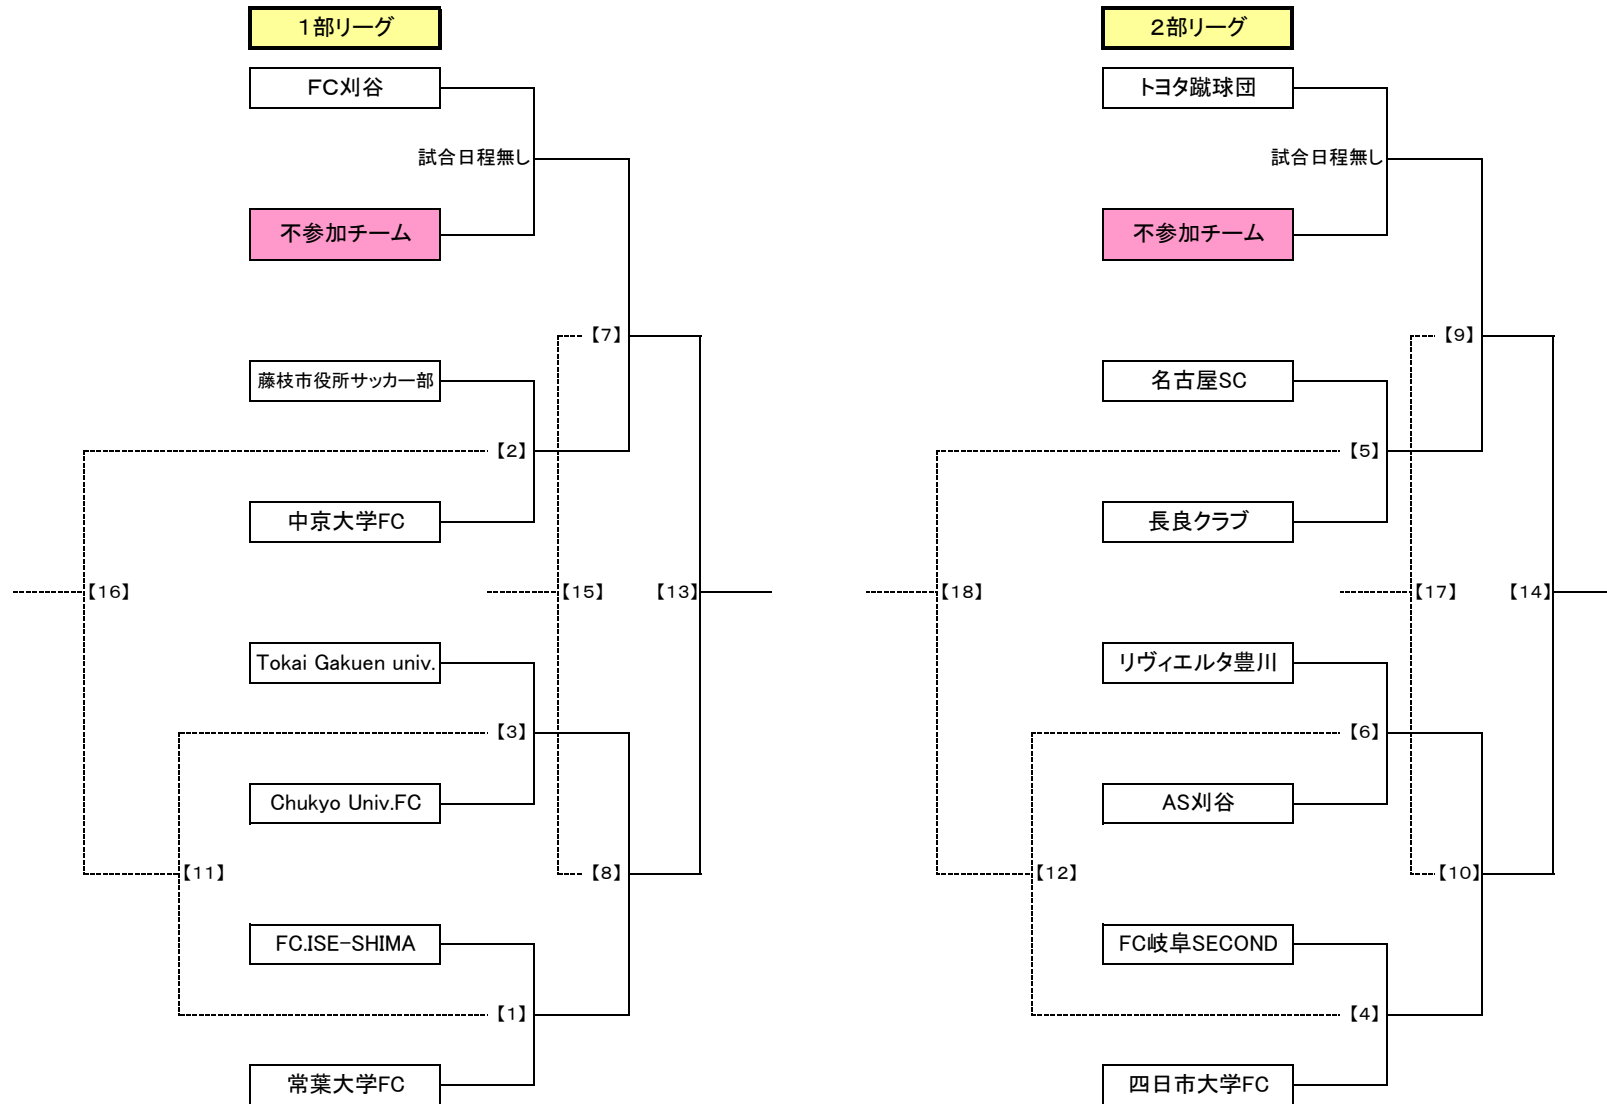 １部リーグ
ＦＣ刈谷
試合日程無し
不参加チーム
【7】
藤枝市役所サッカー部
【2】
中京大学FC
【16】
【15】
【13】
Tokai Gakuen univ.
【3】
Chukyo Univ.FC
【11】
【8】
FC.ISE-SHIMA
【1】
常葉大学FC
２部リーグ
トヨタ蹴球団
試合日程無し
不参加チーム
【9】
名古屋SC
【5】
長良クラブ
【18】
【17】
【14】
リヴィエルタ豊川
【6】
AS刈谷
【12】
【10】
FC岐阜SECOND
【4】
四日市大学FC